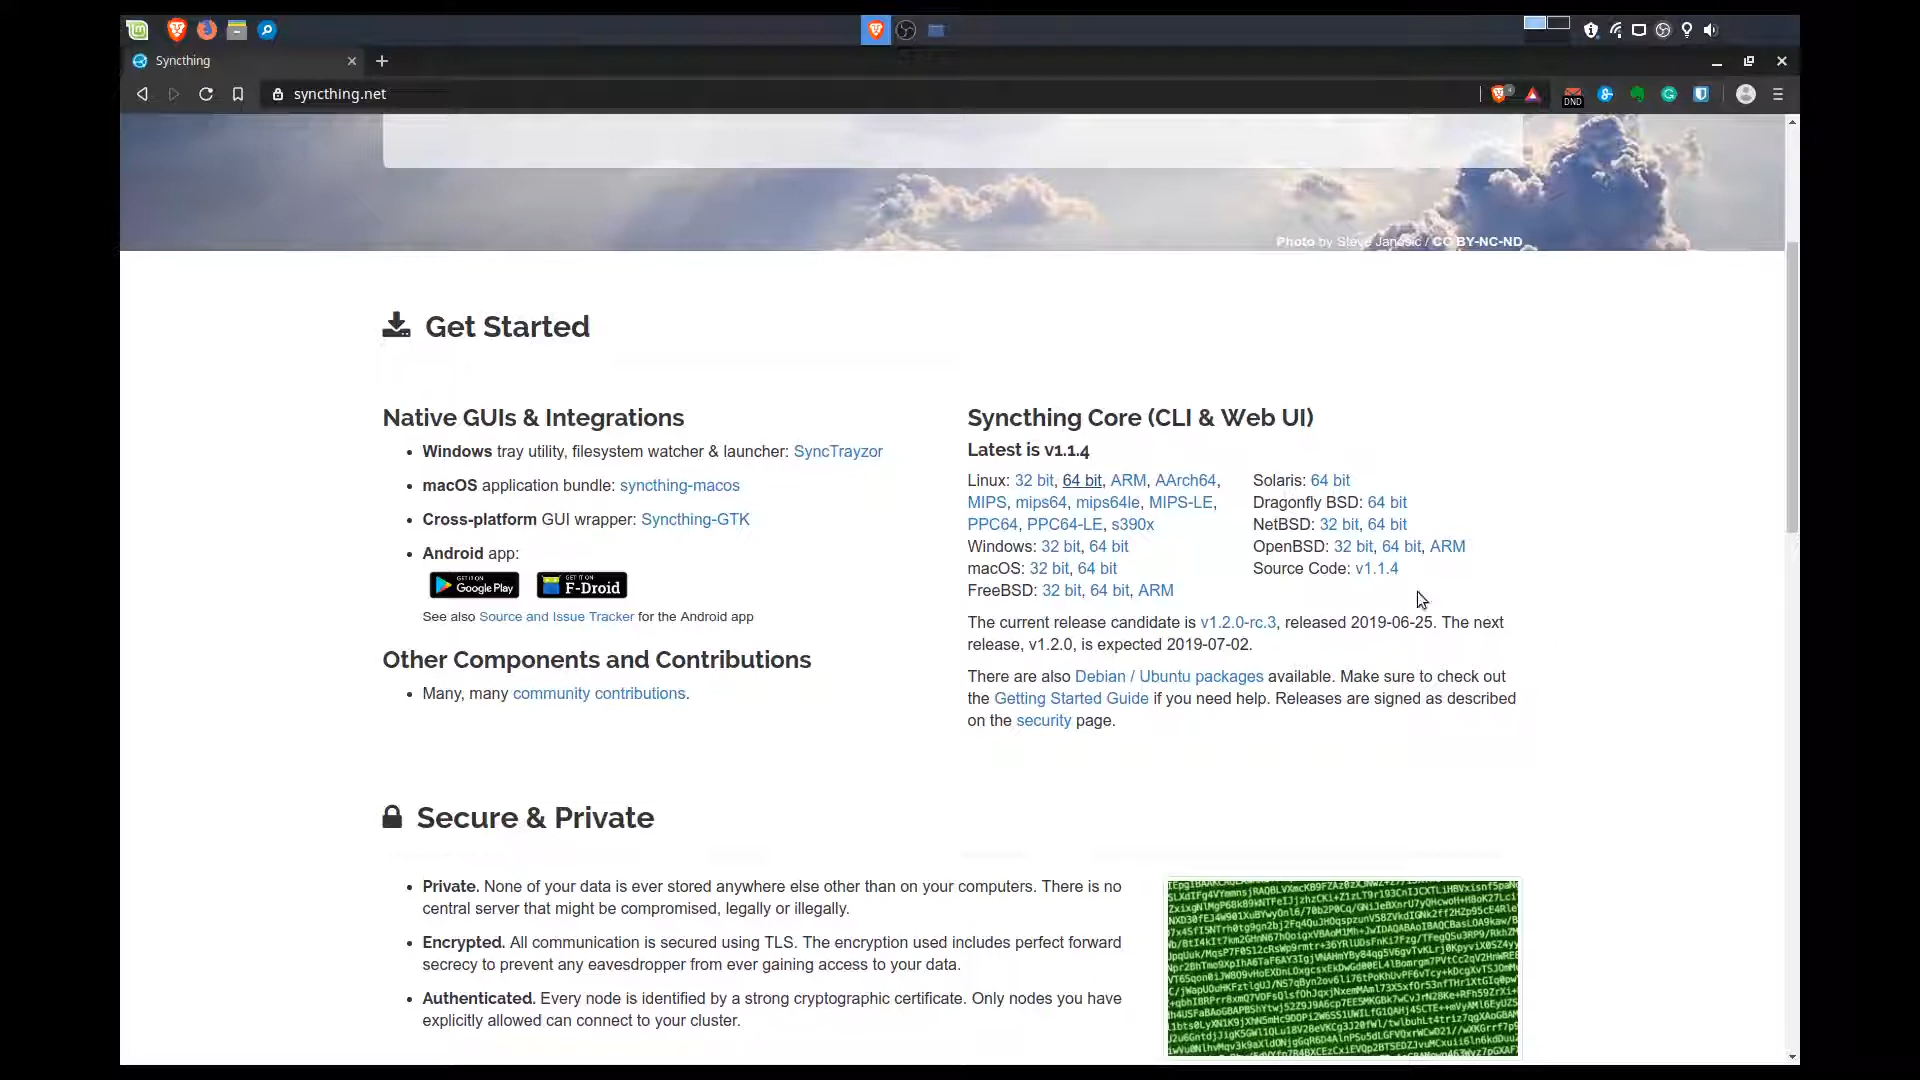 Syncthing
syncthing.net
4
DND
Photo by Steve Janosic / CC BY-NC-ND
Get Started
Native GUIs & Integrations
Windows tray utility, filesystem watcher & launcher: SyncTrayzor
macOS application bundle: syncthing-macos
Cross-platform GUI wrapper: Syncthing-GTK
Android app:
GET IT ON
Google Play
GET IT ON
F-Droid
See also Source and Issue Tracker for the Android app
Other Components and Contributions
Many, many community contributions.
Syncthing Core (CLI & Web UI)
Latest is v1.1.4
Linux: 32 bit, 64 bit, ARM, AArch64,
MIPS, mips64, mips64le, MIPS-LE,
PPC64, PPC64-LE, s390x
Windows: 32 bit, 64 bit
macOS: 32 bit, 64 bit
FreeBSD: 32 bit, 64 bit, ARM
Solaris: 64 bit
Dragonfly BSD: 64 bit
NetBSD: 32 bit, 64 bit
OpenBSD: 32 bit, 64 bit, ARM
Source Code: v1.1.4
The current release candidate is v1.2.0-rc.3, released 2019-06-25. The next
release, v1.2.0, is expected 2019-07-02.
There are also Debian / Ubuntu packages available. Make sure to check out
the Getting Started Guide if you need help. Releases are signed as described
on the security page.
Secure & Private
Private. None of your data is ever stored anywhere else other than on your computers. There is no
central server that might be compromised, legally or illegally.
Encrypted. All communication is secured using TLS. The encryption used includes perfect forward
secrecy to prevent any eavesdropper from ever gaining access to your data.
Authenticated. Every node is identified by a strong cryptographic certificate. Only nodes you have
explicitly allowed can connect to your cluster.